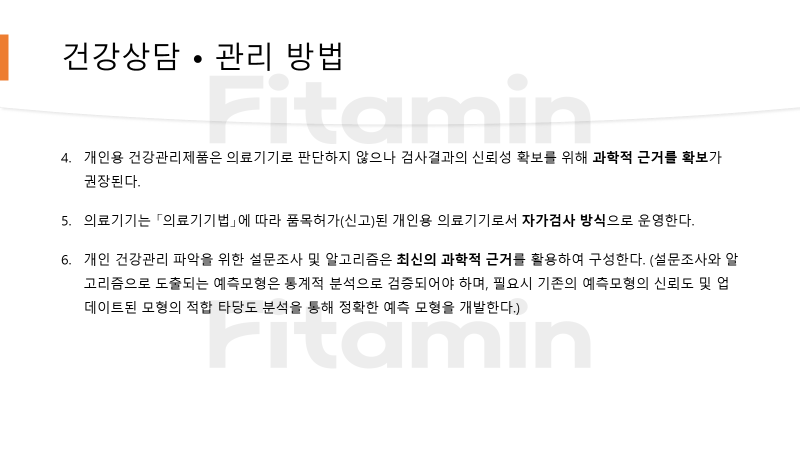 건강상담 • 관리 방법
Fitamin
4. 개인용 건강관리제품은 의료기기로 판단하지 않으나 검사결과의 신뢰성 확보를 위해 과학적 근거를 확보가
권장된다.
5. 의료기기는 「의료기기법」에 따라 품목허가(신고)된 개인용 의료기기로서 자가검사 방식으로 운영한다.
6. 개인 건강관리 파악을 위한 설문조사 및 알고리즘은 최신의 과학적 근거를 활용하여 구성한다. (설문조사와 알
고리즘으로 도출되는 예측모형은 통계적 분석으로 검증되어야 하며, 필요시 기존의 예측모형의 신뢰도 및 업
데이트된 모형의 적합 타당도 분석을 통해 정확한 예측 모형을 개발한다.)
Fitamin